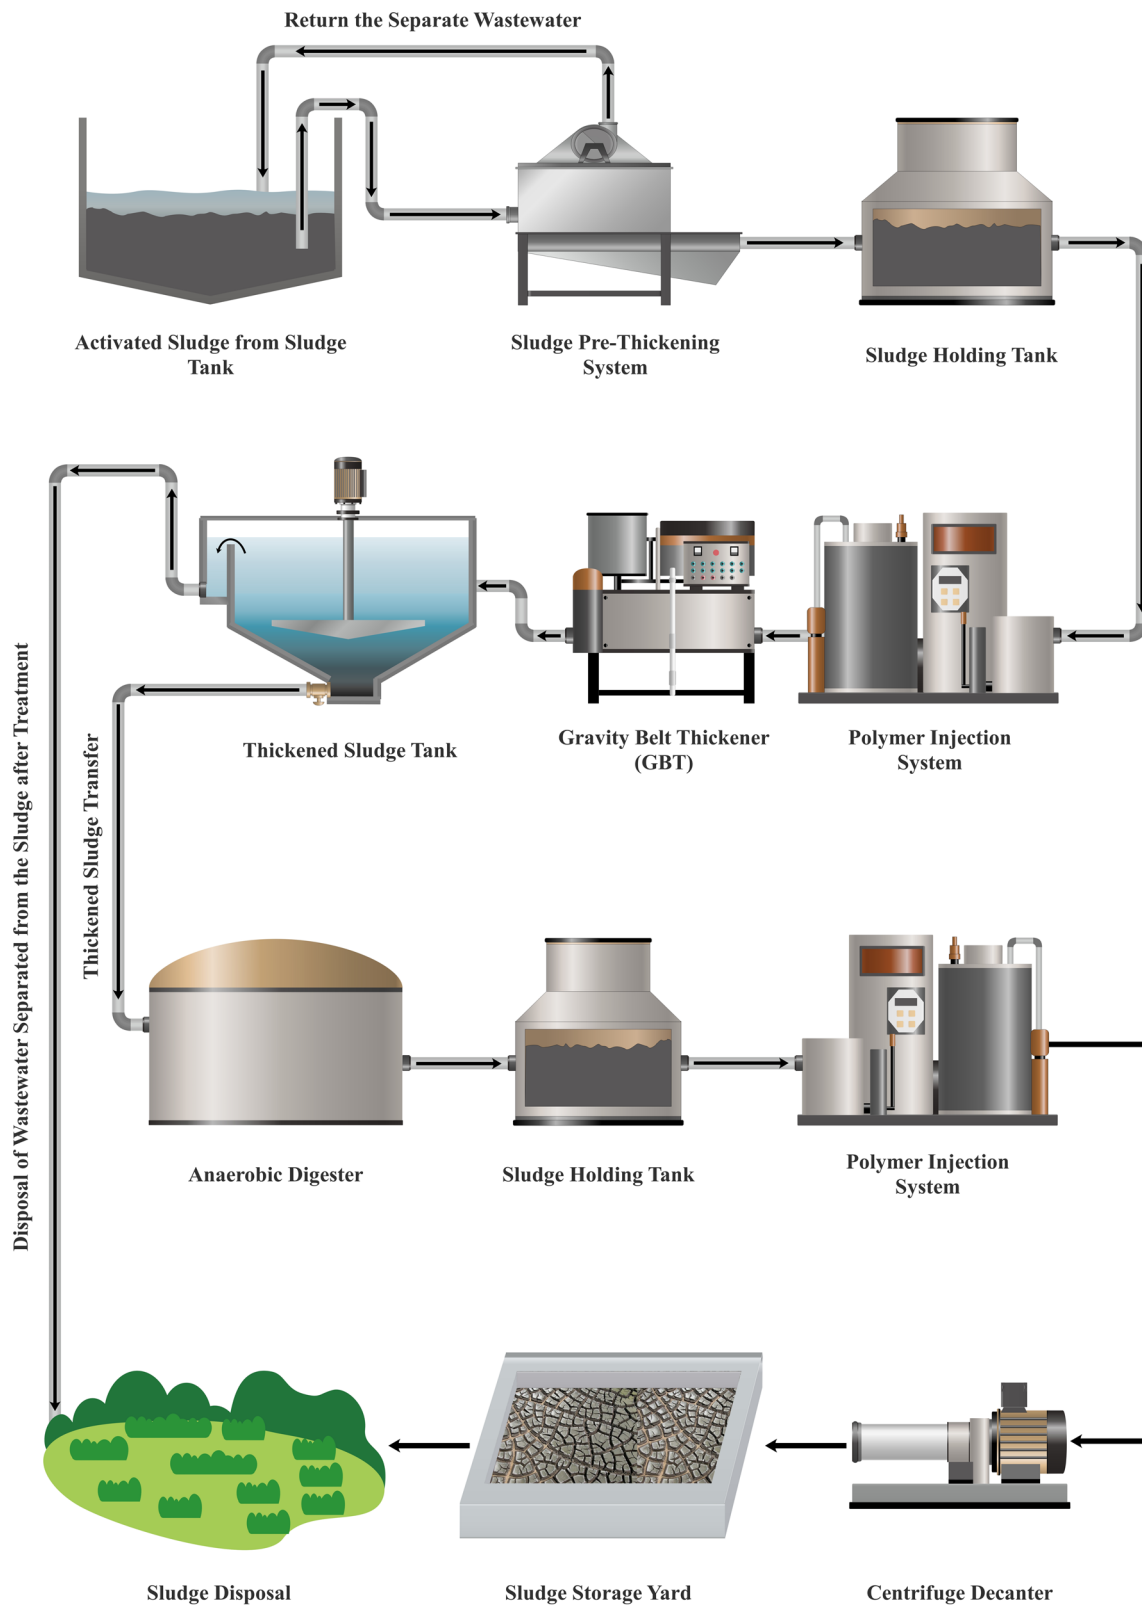 Return the Separate Wastewater
Activated Sludge from Sludge
Tank
Sludge Pre-Thickening
System
Sludge Holding Tank
Thickened Sludge Tank
Gravity Belt Thickener
(GBT)
Polymer Injection
System
Disposal of Wastewater Separated from the Sludge after Treatment
Thickened Sludge Transfer
Anaerobic Digester
Sludge Holding Tank
Polymer Injection
System
Sludge Disposal
Sludge Storage Yard
Centrifuge Decanter